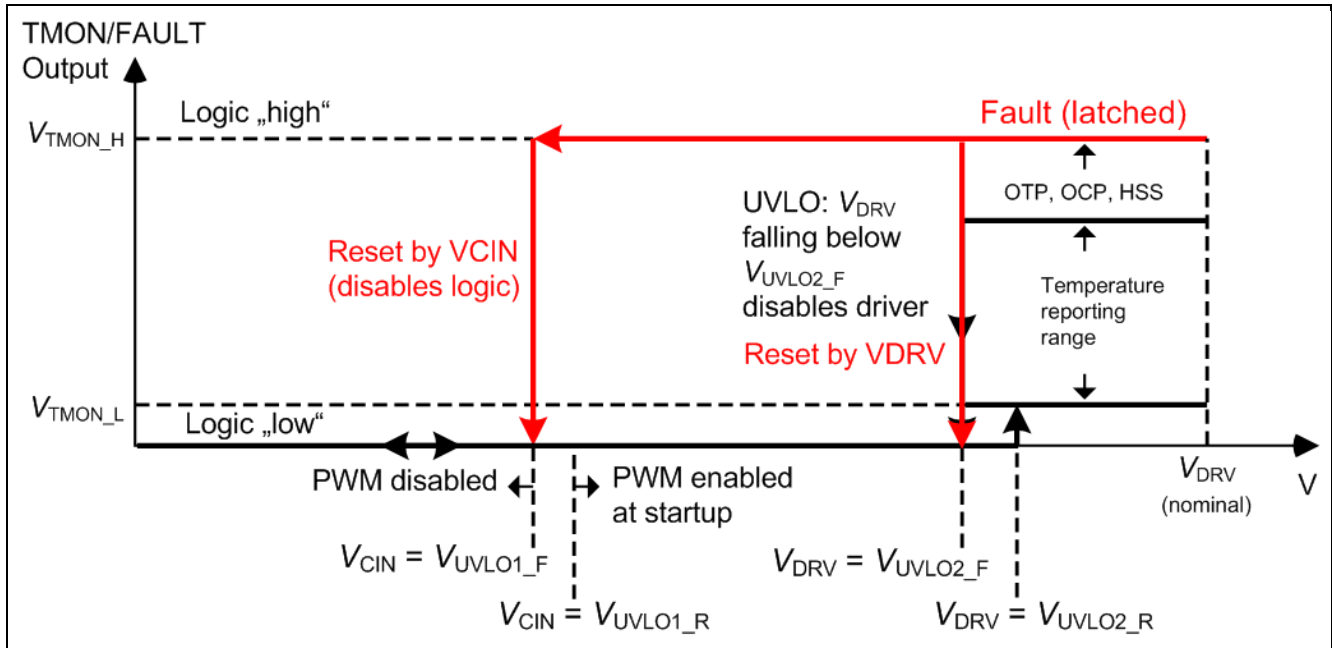 TMON/FAULT
Output
Logic „high“
VTMON_H
Fault (latched)
OTP, OCP, HSS
UVLO: VDRV
falling below
VUVLO2_F
disables driver
Reset by VCIN
(disables logic)
Temperature
reporting
range
Reset by VDRV
VTMON_L
Logic „low“
PWM disabled
PWM enabled
at startup
VDRV
(nominal)
V
VCIN = VUVLO1_F
VDRV = VUVLO2_F
VCIN = VUVLO1_R
VDRV = VUVLO2_R